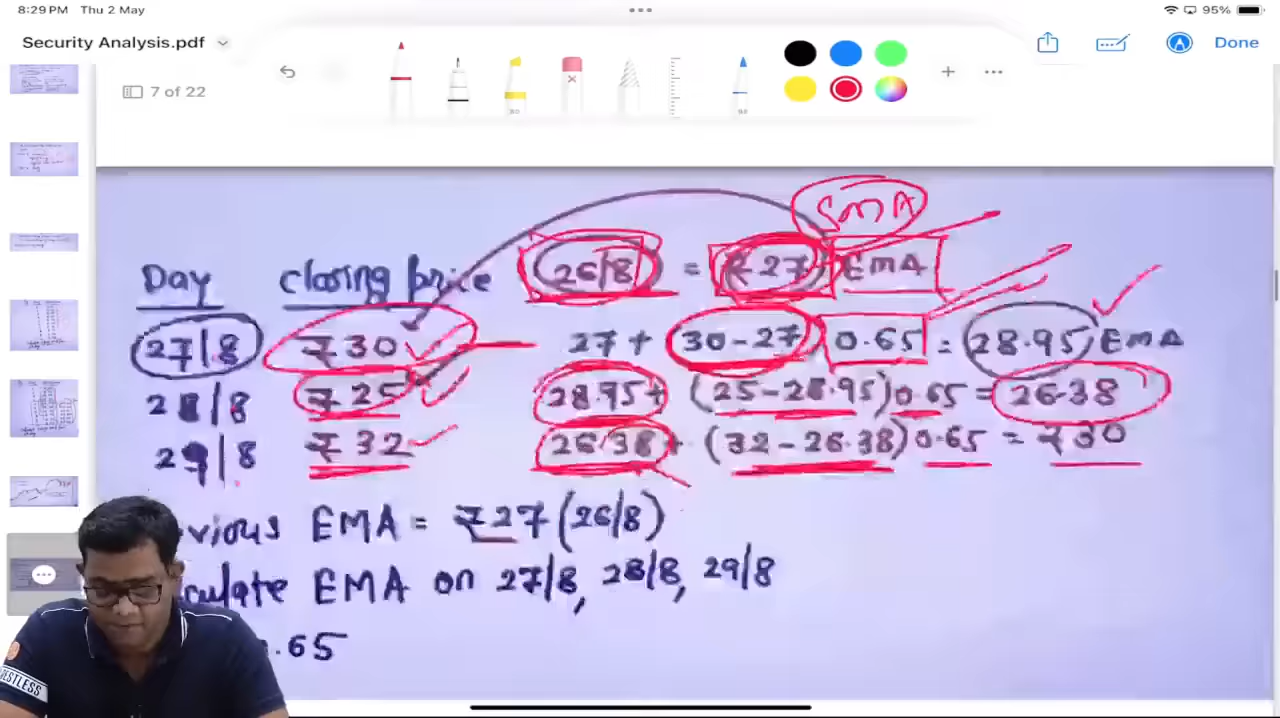 8:29 PM Thu 2 May
95%
Security Analysis.pdf
Done
7 of 22
SMA
Day closing price 26/8 = ₹27 EMA
27/8 ₹30 27 + 30-27 0.65 = 28.95, EMA
28/8 ₹25 28.95 + (25-28.95) 0.65 = 26.38
29/8 ₹32 26.38 + (32-26.38) 0.65 = ₹30
vious EMA = ₹27 (26/8)
culate EMA on 27/8, 28/8, 29/8
.65